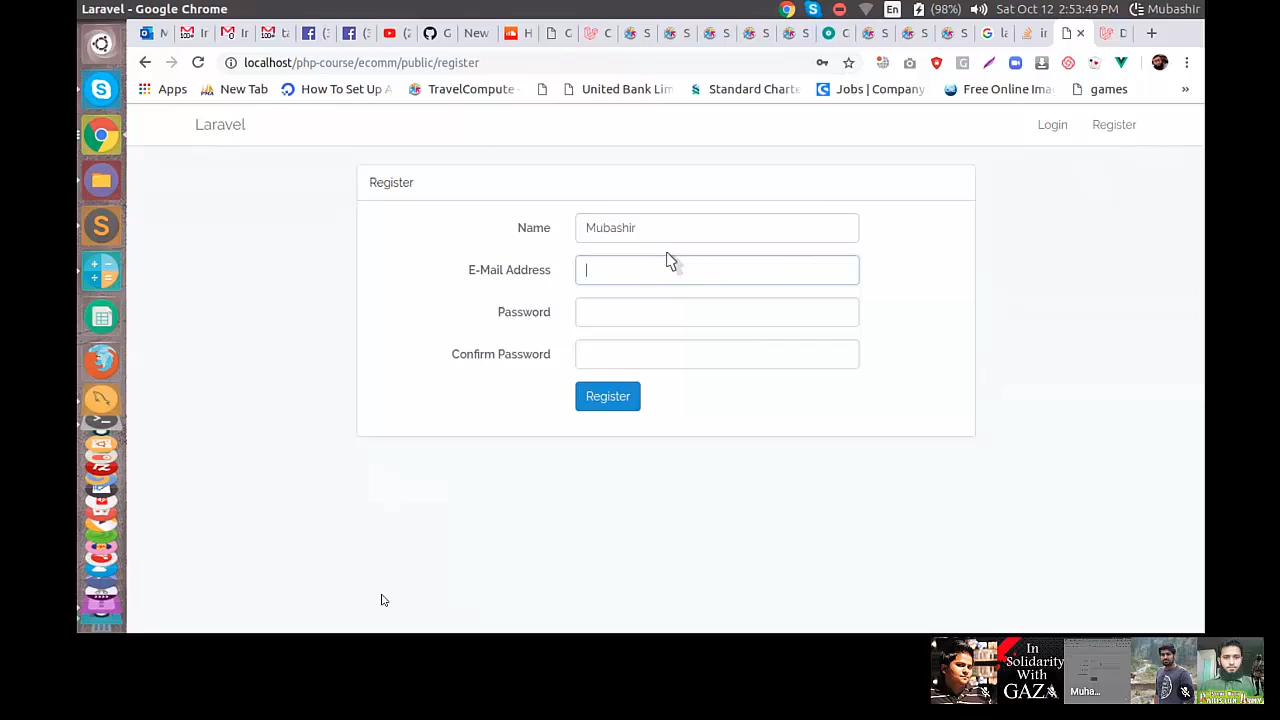 Laravel - Google Chrome
En (98%) Sat Oct 12 2:53:49 PM Mubashir
localhost/php-course/ecomm/public/register
Apps New Tab How To Set Up A TravelCompute - United Bank Lim Standard Charte Jobs | Company Free Online Ima games »
Laravel Login Register
Register
Name Mubashir
E-Mail Address
Password
Confirm Password
Register
In
Solidarity
With
GAZA
Muha...